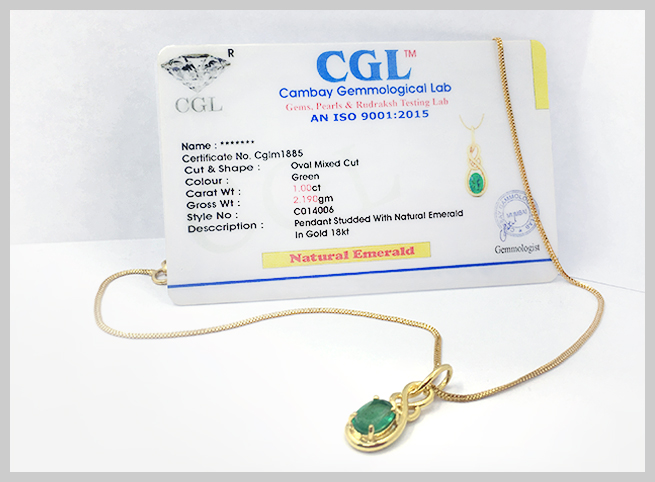 R
CGL
CGL™
Cambay Gemmological Lab
Gems, Pearls & Rudraksh Testing Lab
AN ISO 9001:2015
Name : *******
Certificate No. Cglm1885
Cut & Shape : Oval Mixed Cut
Colour : Green
Carat Wt : 1.00ct
Gross Wt : 2.190gm
Style No : C014006
Desccription : Pendant Studded With Natural Emerald
In Gold 18kt
Natural Emerald
Gemmologist